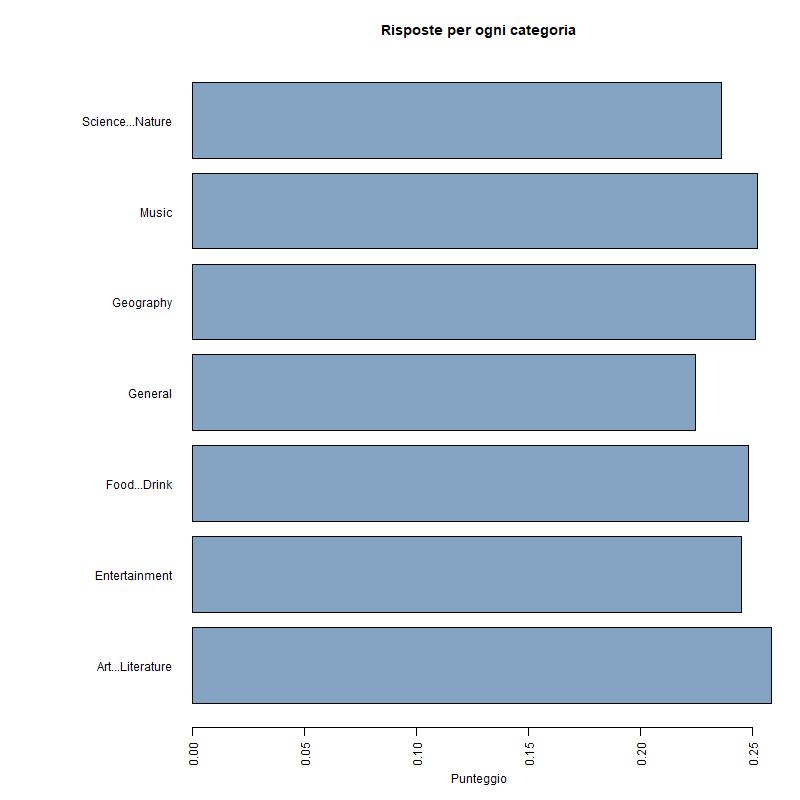 Risposte per ogni categoria
Science...Nature
Music
Geography
General
Food...Drink
Entertainment
Art...Literature
0.00
0.05
0.10
0.15
0.20
0.25
Punteggio